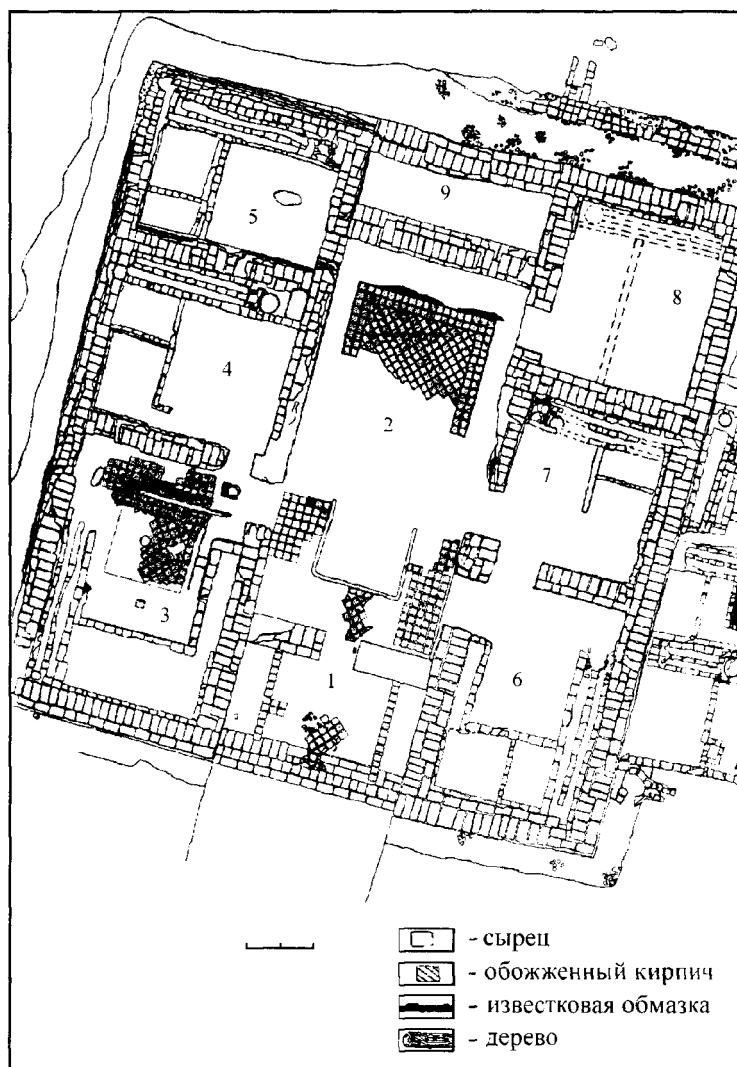 9
5
8
4
2
7
3
1
6
- сырец
- обожженный кирпич
- известковая обмазка
- дерево